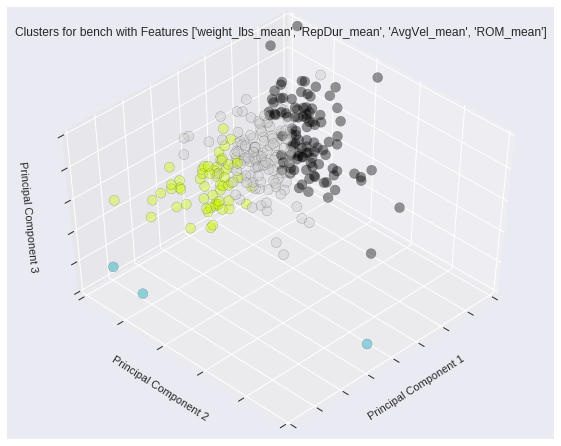 Clusters for bench with Features ['weight_lbs_mean', 'RepDur_mean', 'AvgVel_mean', 'ROM_mean']
Principal Component 3
Principal Component 2
Principal Component 1